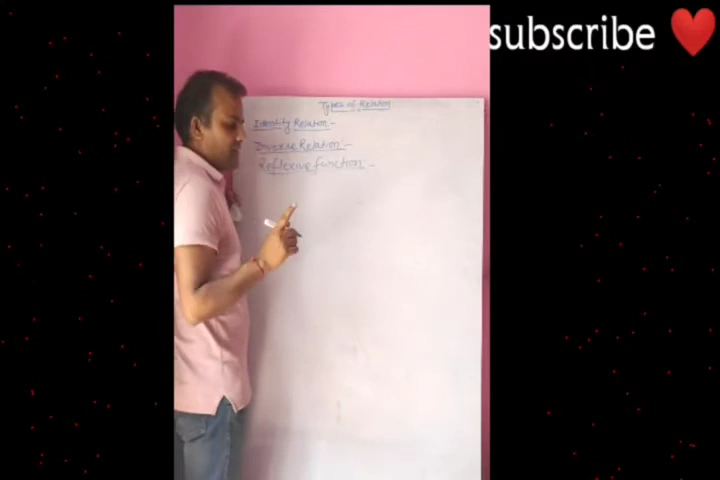 subscribe ❤️
Types of Relation
Identity Relation -
Inverse Relation -
Reflexive function -